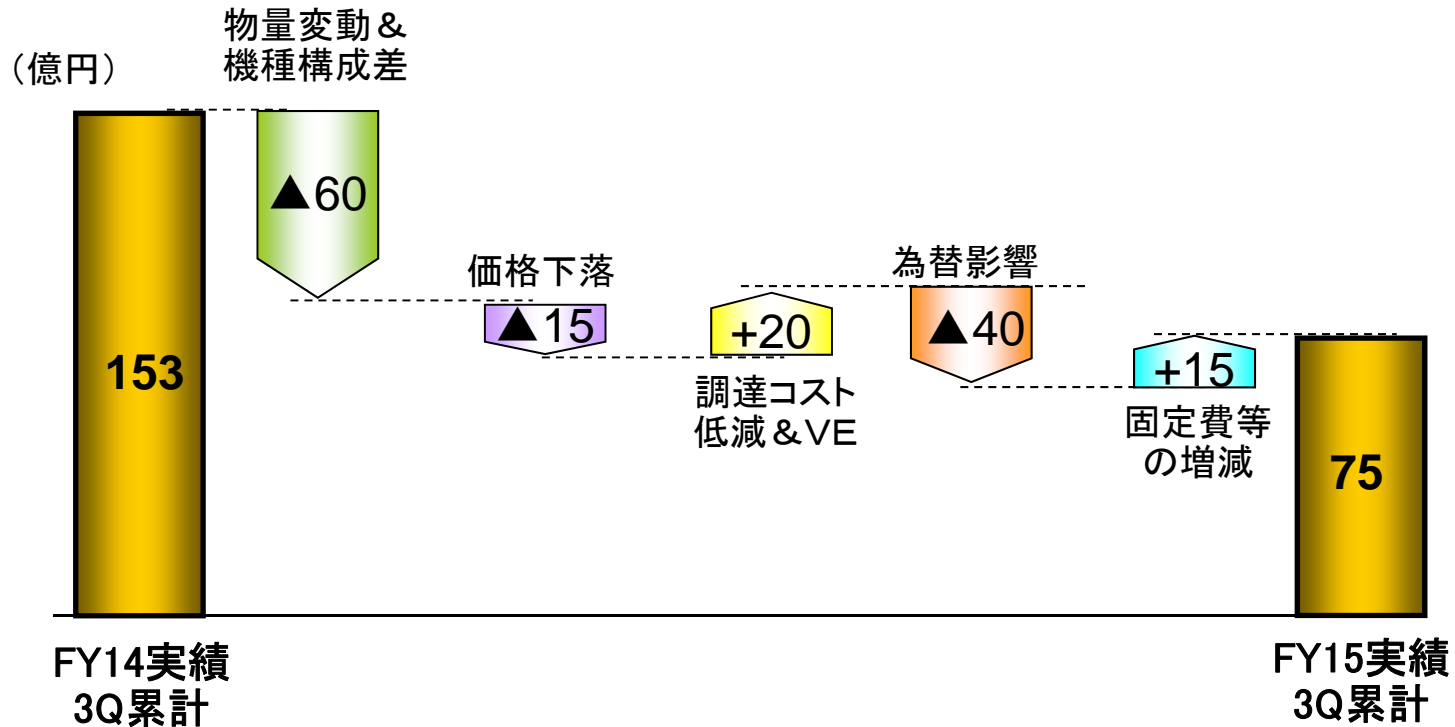 （億円）
物量変動＆
機種構成差
▲60
価格下落
▲15
+20
調達コスト
低減＆ＶＥ
為替影響
▲40
+15
固定費等
の増減
153
75
FY14実績
3Q累計
FY15実績
3Q累計